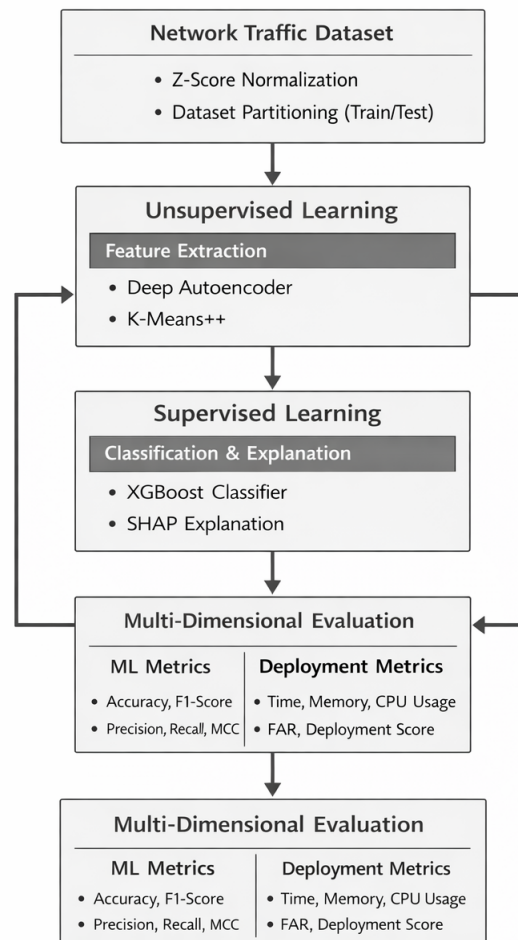 Network Traffic Dataset
• Z-Score Normalization
• Dataset Partitioning (Train/Test)
Unsupervised Learning
Feature Extraction
• Deep Autoencoder
• K-Means++
Supervised Learning
Classification & Explanation
• XGBoost Classifier
• SHAP Explanation
Multi-Dimensional Evaluation
ML Metrics
• Accuracy, F1-Score
• Precision, Recall, MCC
Deployment Metrics
• Time, Memory, CPU Usage
• FAR, Deployment Score
Multi-Dimensional Evaluation
ML Metrics
• Accuracy, F1-Score
• Precision, Recall, MCC
Deployment Metrics
• Time, Memory, CPU Usage
• FAR, Deployment Score